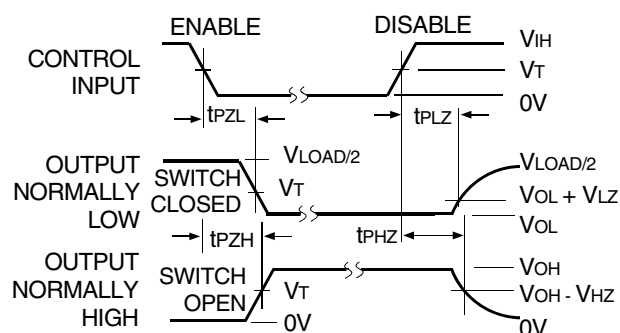 ENABLE DISABLE
CONTROL INPUT
VIH
VT
0V
tPZL tPLZ
OUTPUT NORMALLY LOW
SWITCH CLOSED
VLOAD/2
VT
VLOAD/2
VOL + VLZ
VOL
tPZH tPHZ
OUTPUT NORMALLY HIGH
SWITCH OPEN
VT
0V
VOH
VOH - VHZ
0V